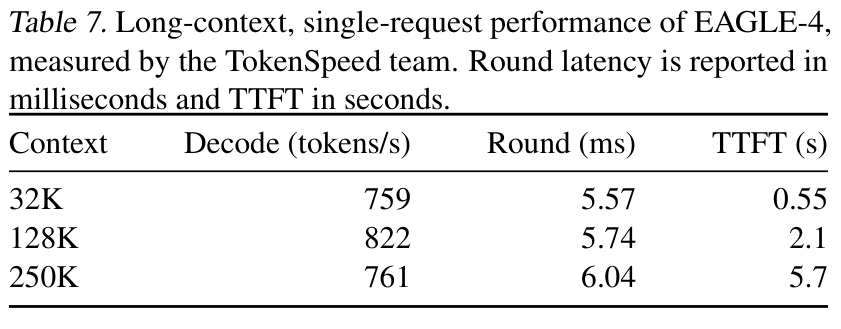 Table 7. Long-context, single-request performance of EAGLE-4,
measured by the TokenSpeed team. Round latency is reported in
milliseconds and TTFT in seconds.
Context Decode (tokens/s) Round (ms) TTFT (s)
32K 759 5.57 0.55
128K 822 5.74 2.1
250K 761 6.04 5.7